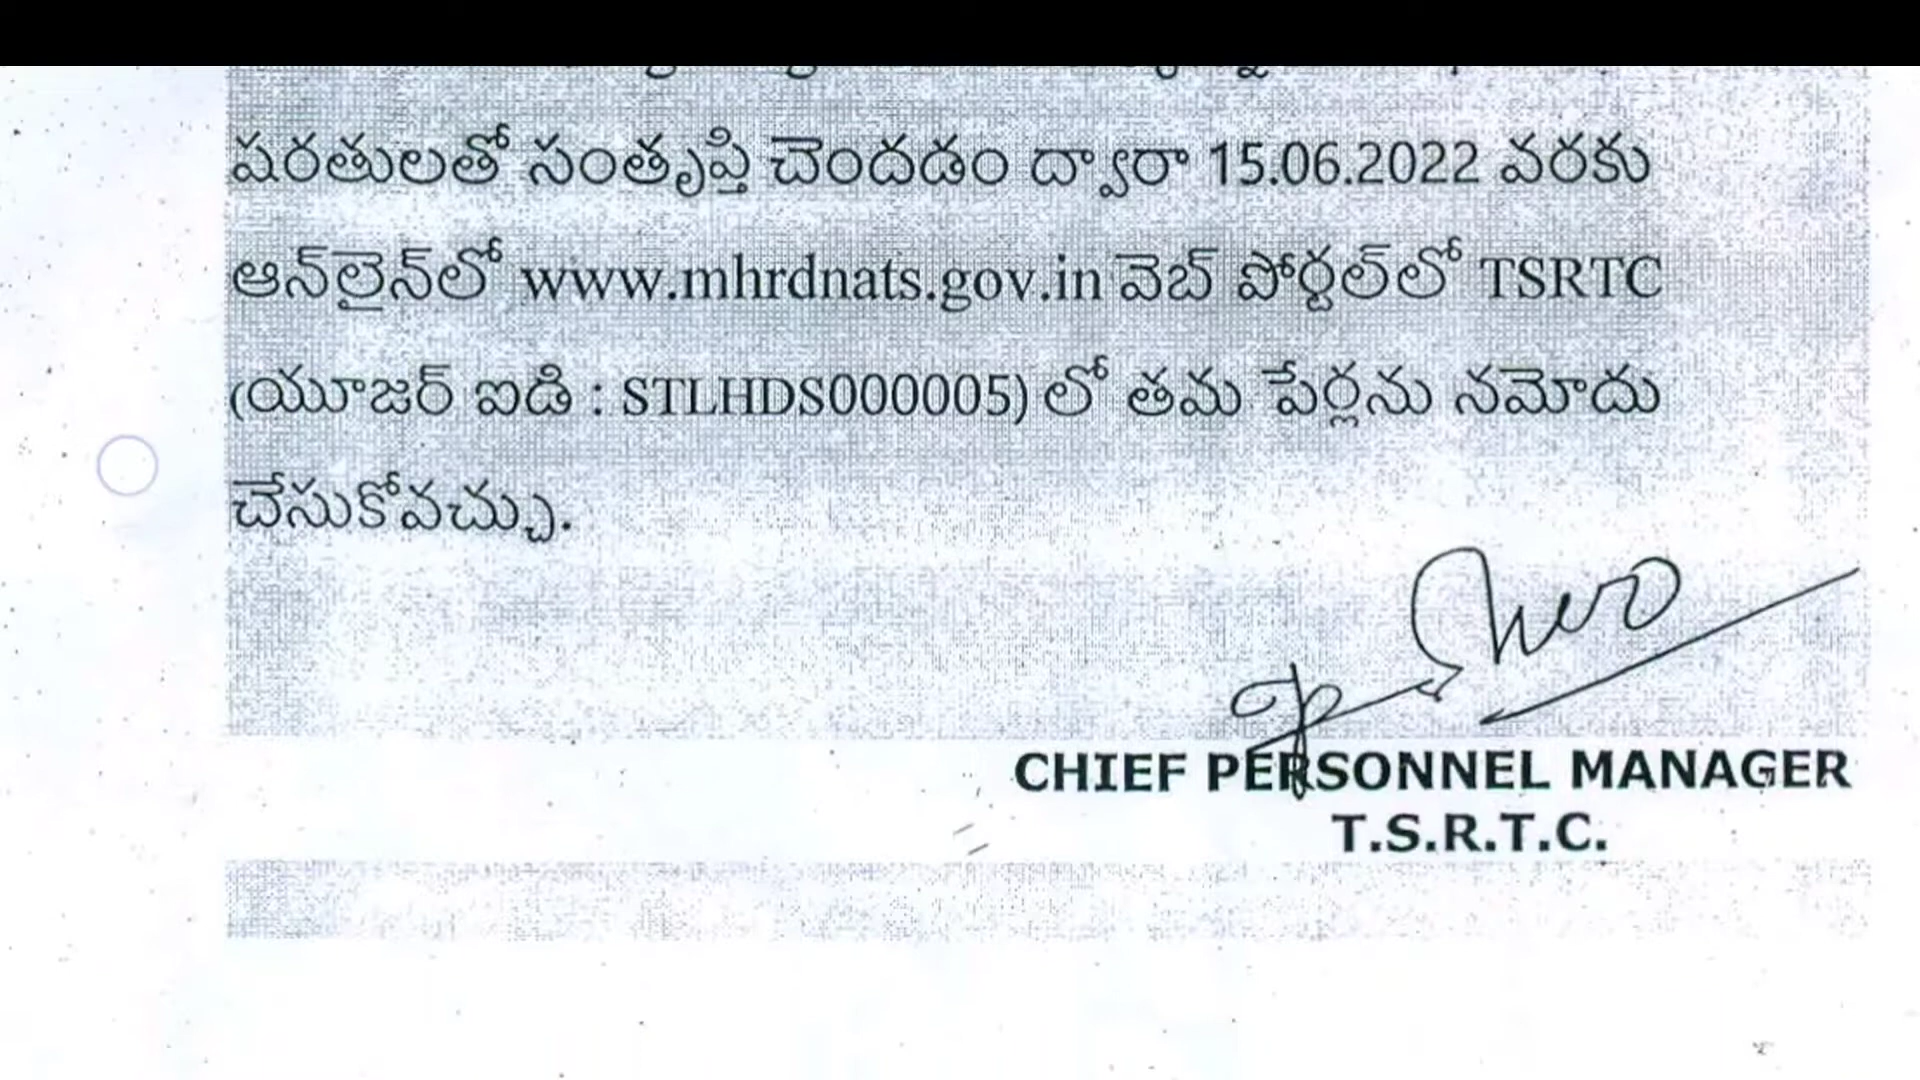 షరతులతో సంతృప్తి చెందడం ద్వారా 15.06.2022 వరకు
ఆన్‌లైన్‌లో www.mhrdnats.gov.in వెబ్ పోర్టల్‌లో TSRTC
(యూజర్ ఐడి : STLHDS000005) లో తమ పేర్లను నమోదు
చేసుకోవచ్చు.
CHIEF PERSONNEL MANAGER
T.S.R.T.C.